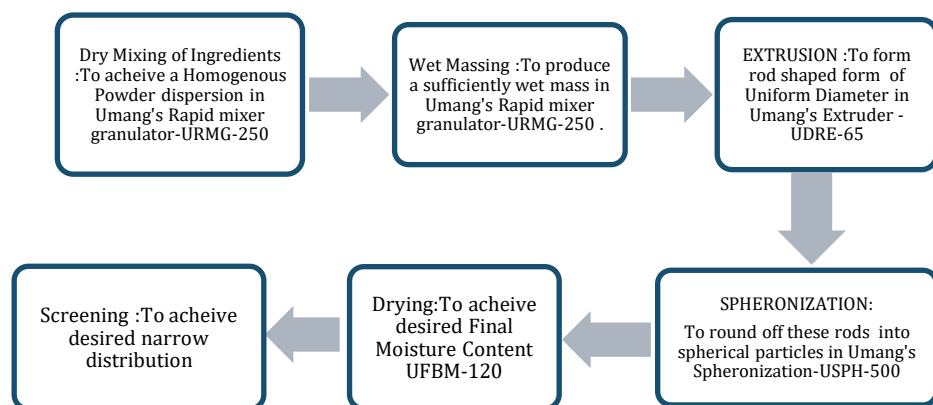 Dry Mixing of Ingredients
:To acheive a Homogenous
Powder dispersion in
Umang's Rapid mixer
granulator-URMG-250
Wet Massing :To produce
a sufficiently wet mass in
Umang's Rapid mixer
granulator-URMG-250 .
EXTRUSION :To form
rod shaped form of
Uniform Diameter in
Umang's Extruder -
UDRE-65
SPHERONIZATION:
To round off these rods into
spherical particles in Umang's
Spheronization-USPH-500
Drying:To acheive
desired Final
Moisture Content
UFBM-120
Screening :To acheive
desired narrow
distribution